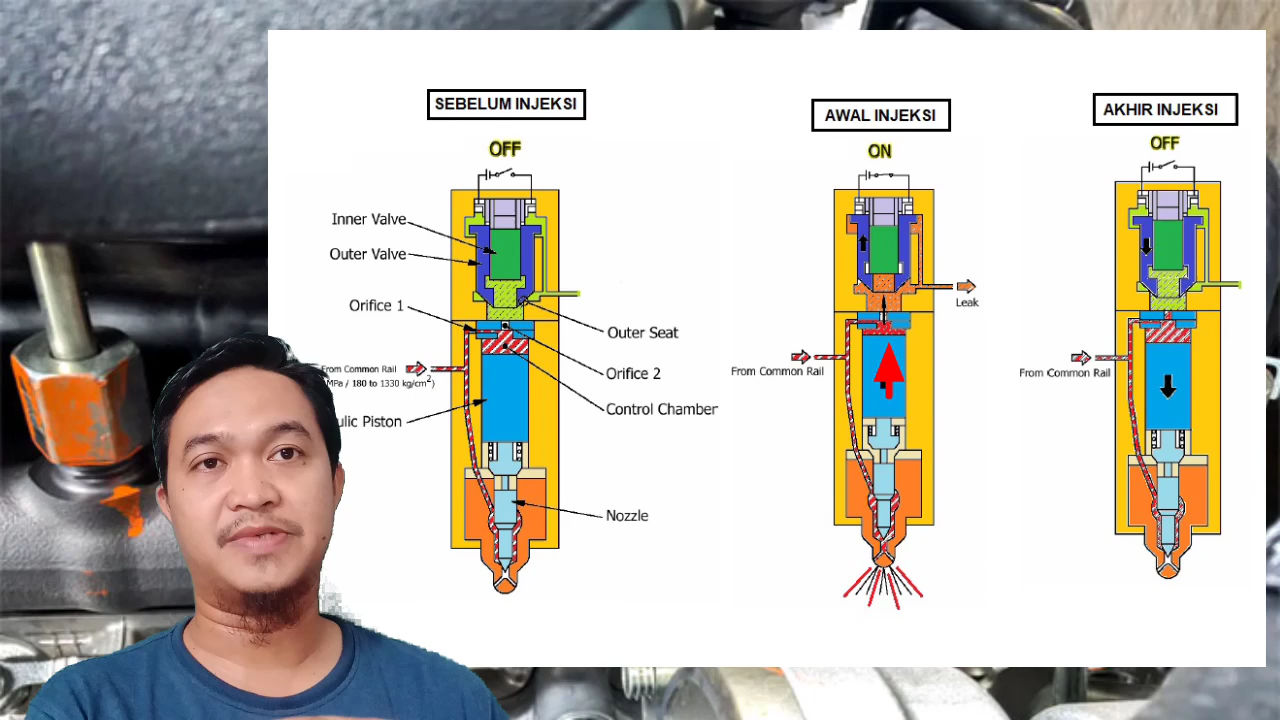 SEBELUM INJEKSI
OFF
Inner Valve
Outer Valve
Orifice 1
Outer Seat
From Common Rail
MPa / 180 to 1330 kg/cm²)
Orifice 2
Control Chamber
ulic Piston
Nozzle
AWAL INJEKSI
ON
Leak
From Common Rail
AKHIR INJEKSI
OFF
From Common Rail